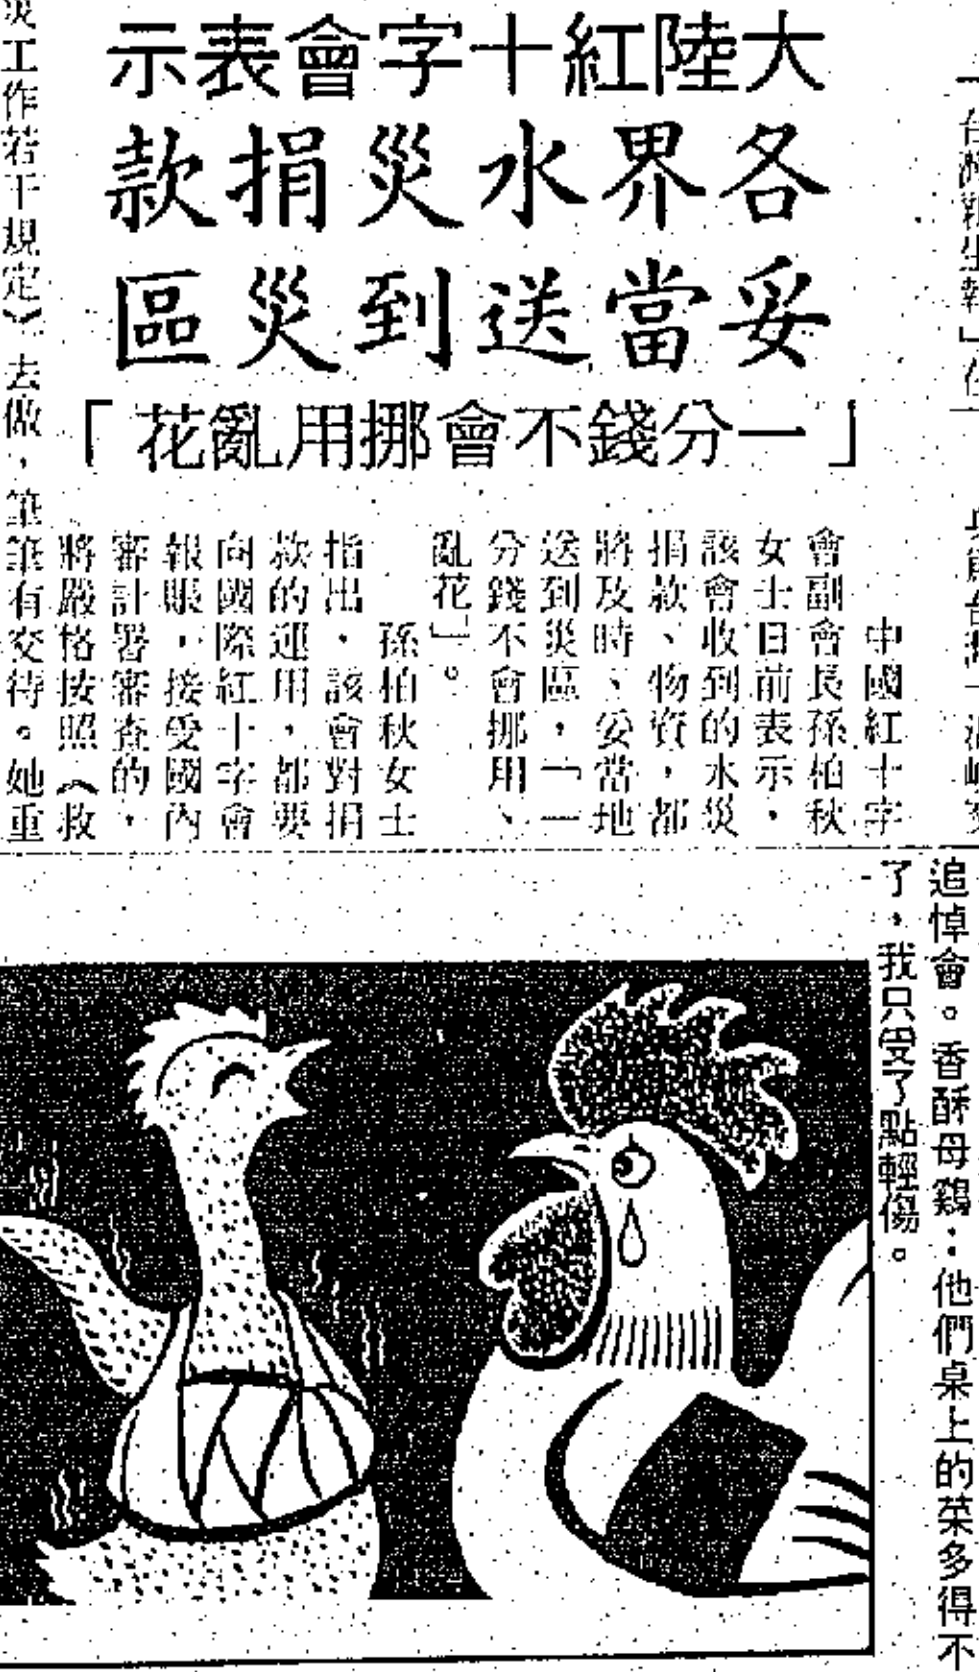 大陸紅十字會表示
各界水災捐款
妥當送到災區
「一分錢不會挪用亂花」
中國紅十字
會副會長孫柏秋
女士日前表示，
該會收到的水災
捐款、物資，都
將及時、妥當地
送到災區，「一
分錢不會挪用、
亂花」。
孫柏秋女士
指出，該會對捐
款的運用，都要
向國際紅十字會
報賬，接受國內
審計署審查的，
將嚴格按照《救
災工作若干規定》去做，筆筆有交待。她重
追悼會。香酥母鷄：他們桌上的菜多得不
了，我只受了點輕傷。